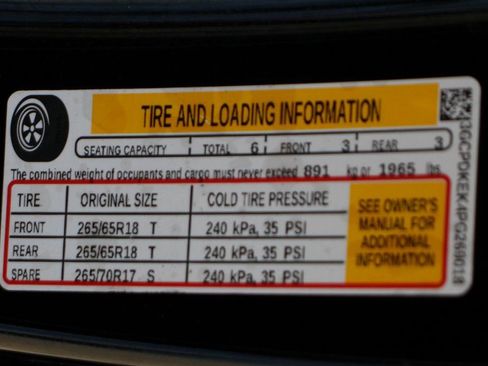 TIRE AND LOADING INFORMATION
SEATING CAPACITY TOTAL 6 FRONT 3 REAR 3
The combined weight of occupants and cargo must never exceed 891 kg or 1965 lbs
TIRE ORIGINAL SIZE COLD TIRE PRESSURE
FRONT 265/65R18 T 240 kPa, 35 PSI
REAR 265/65R18 T 240 kPa, 35 PSI
SPARE 265/70R17 S 240 kPa, 35 PSI
SEE OWNER'S
MANUAL FOR
ADDITIONAL
INFORMATION